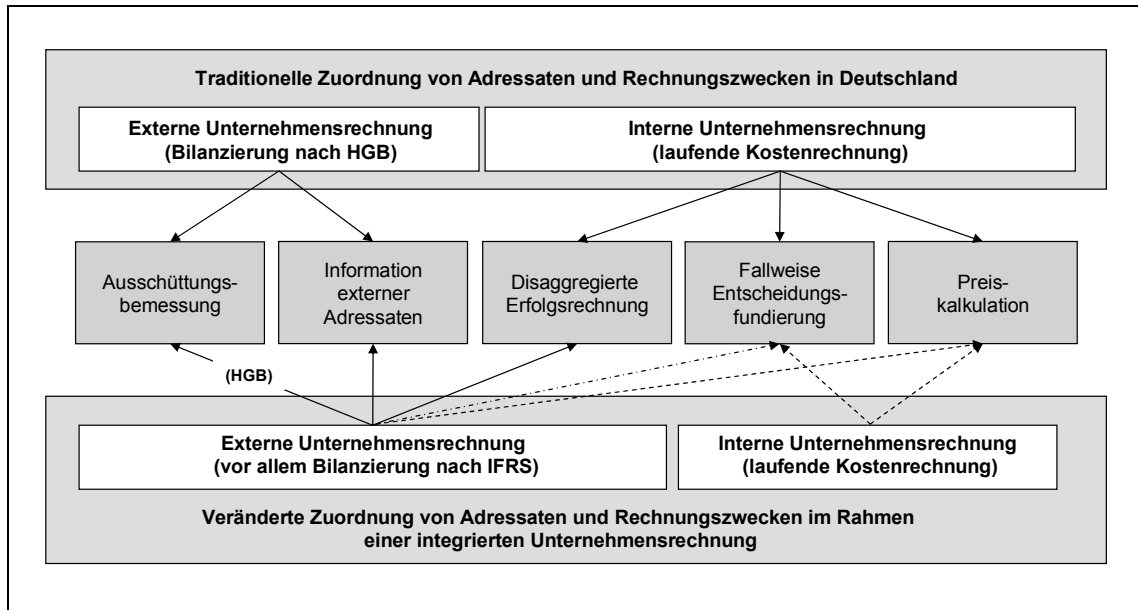 Traditionelle Zuordnung von Adressaten und Rechnungszwecken in Deutschland
Externe Unternehmensrechnung
(Bilanzierung nach HGB)
Interne Unternehmensrechnung
(laufende Kostenrechnung)
Ausschüttungs-
bemessung
Information
externer
Adressaten
Disaggregierte
Erfolgsrechnung
Fallweise
Entscheidungs-
fundierung
Preis-
kalkulation
(HGB)
Externe Unternehmensrechnung
(vor allem Bilanzierung nach IFRS)
Interne Unternehmensrechnung
(laufende Kostenrechnung)
Veränderte Zuordnung von Adressaten und Rechnungszwecken im Rahmen
einer integrierten Unternehmensrechnung